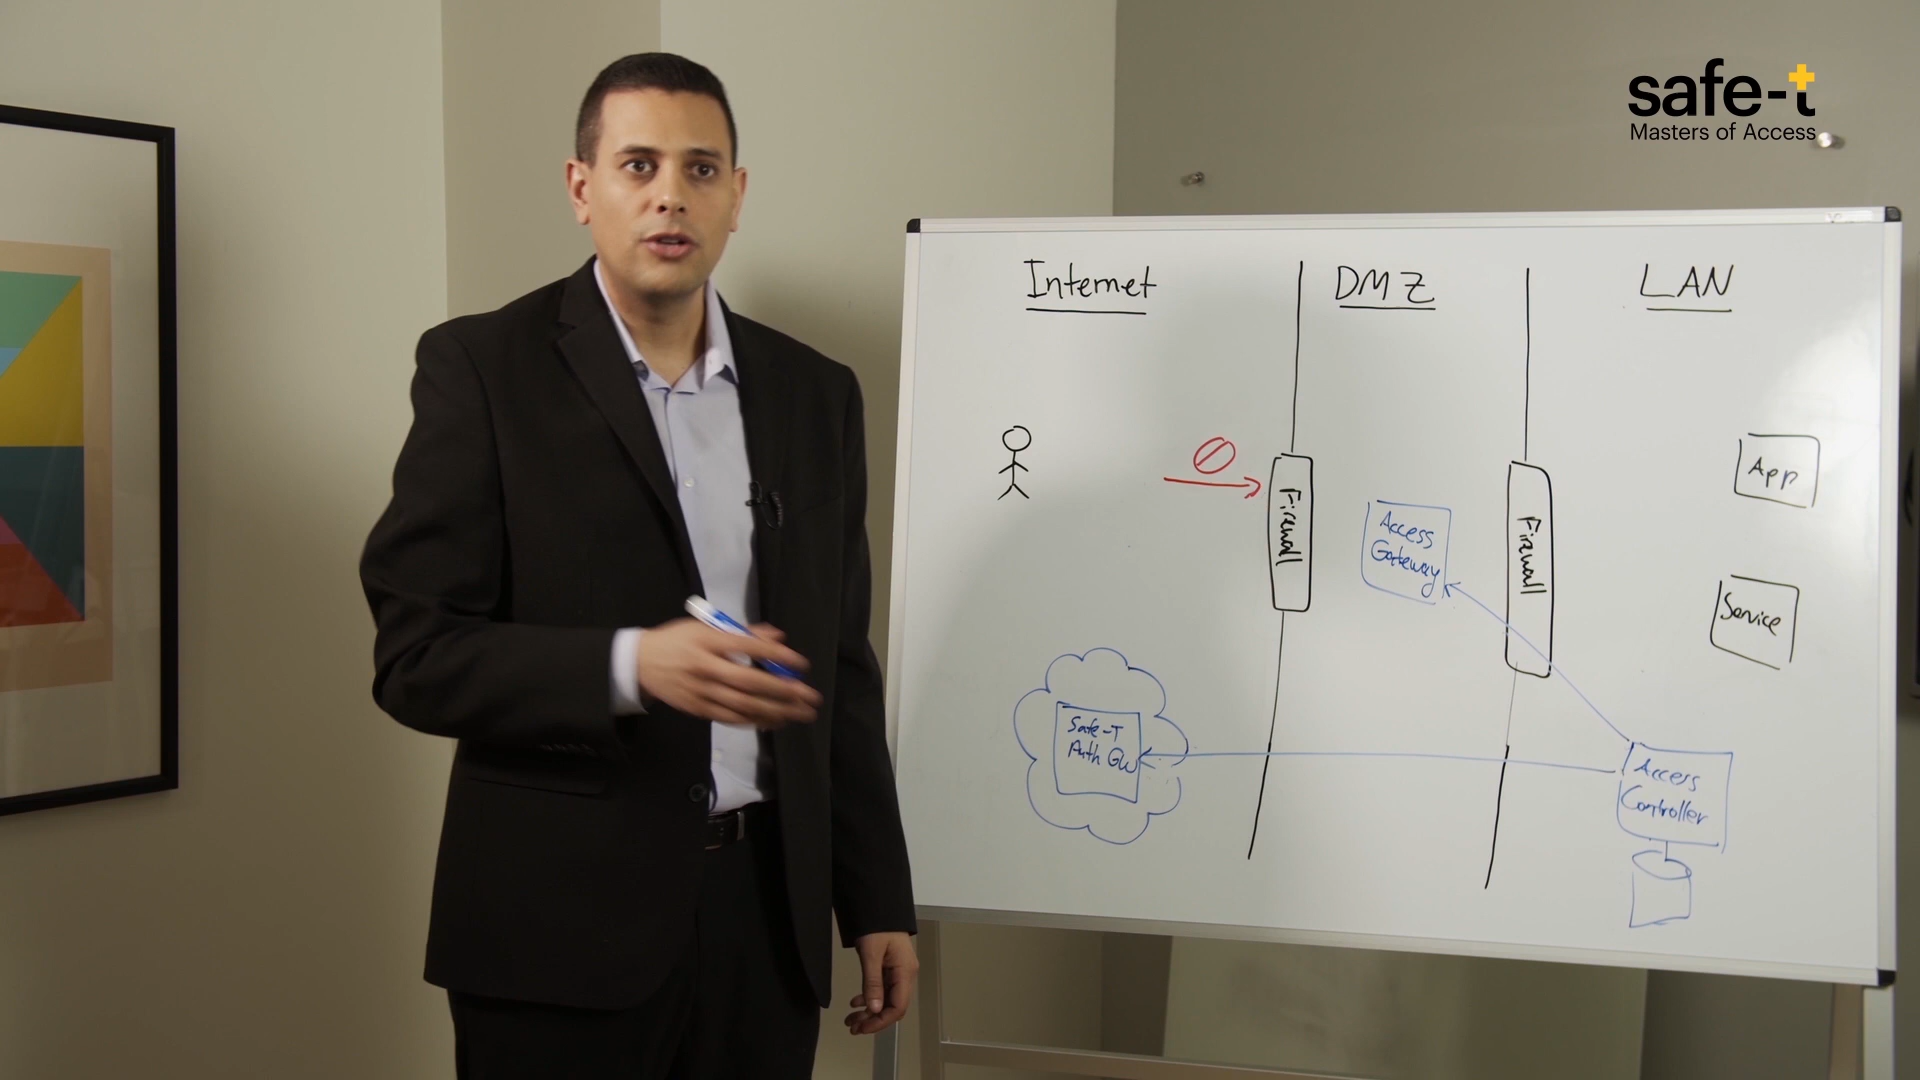 safe-t
Masters of Access
Internet
DMZ
LAN
App
Firewall
Access
Gateway
Firewall
Service
Safe-T
Auth GW
Access
Controller